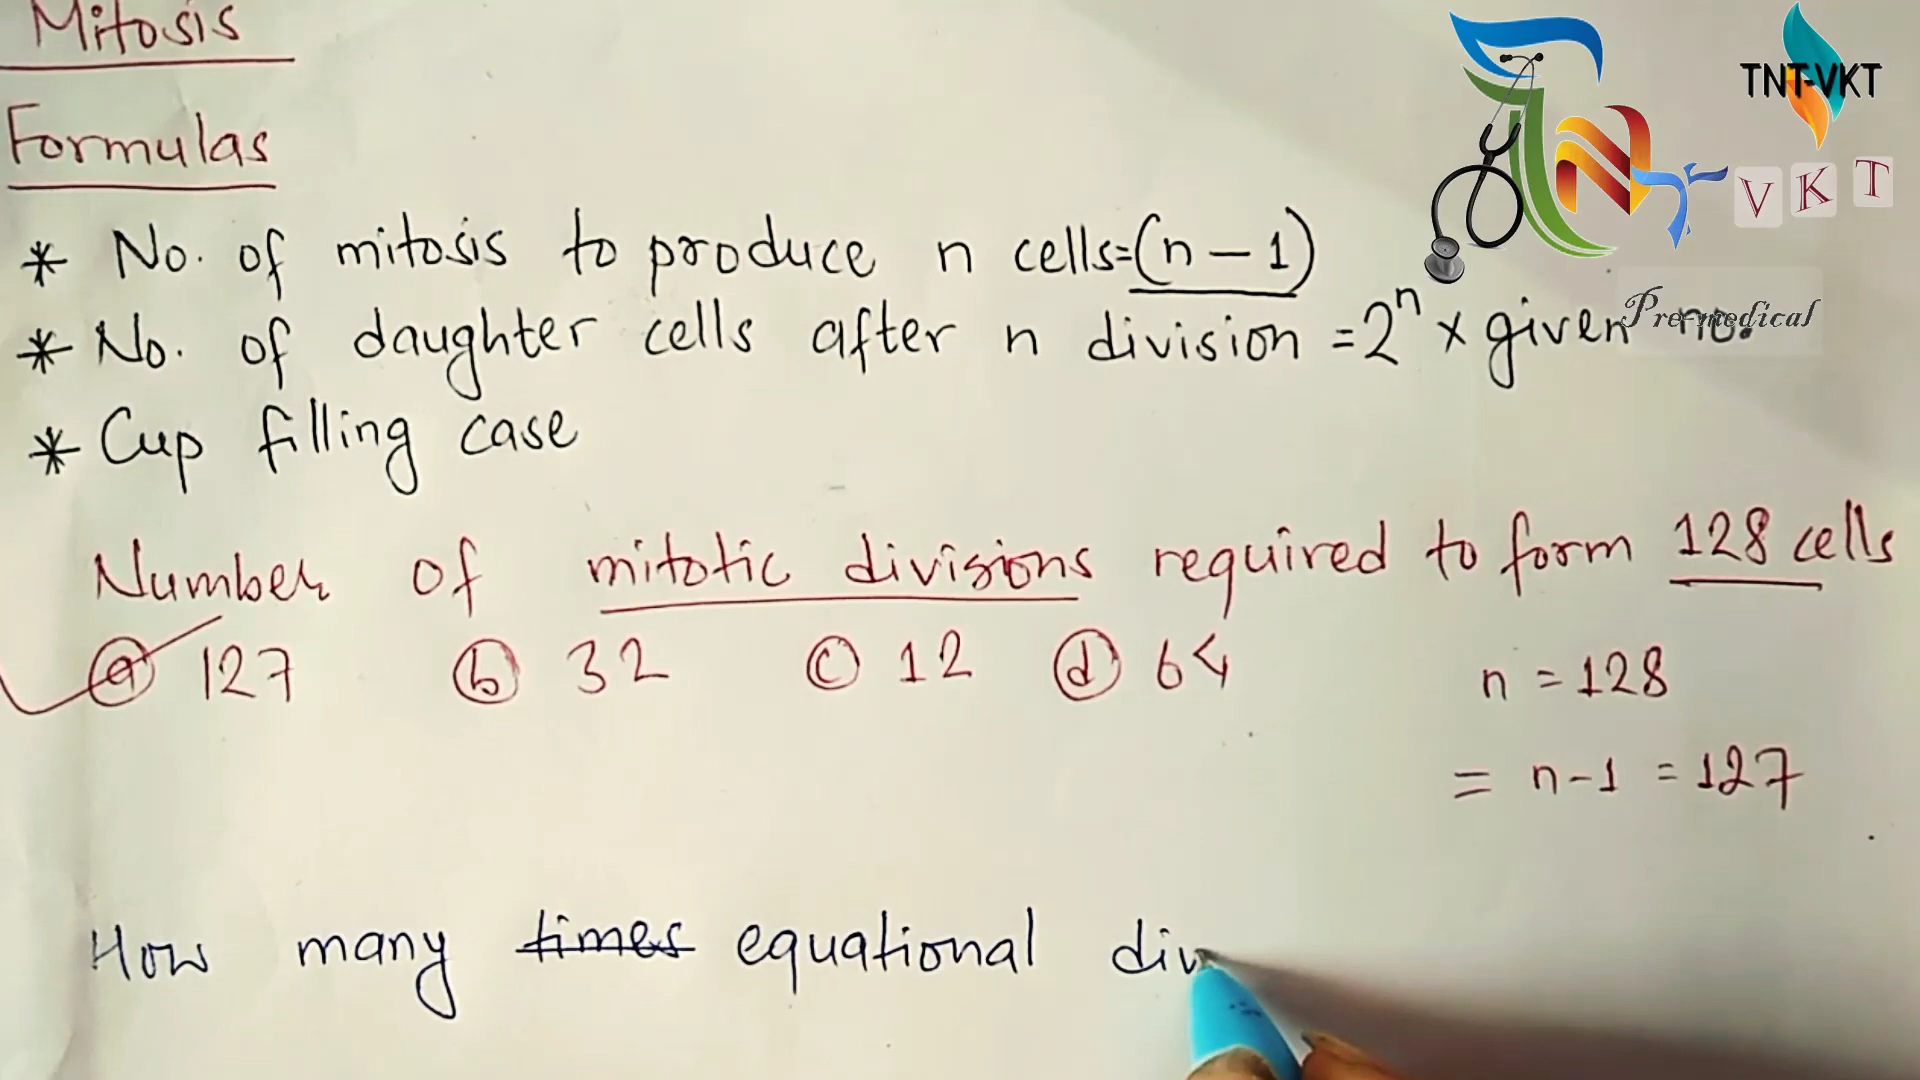 Mitosis
TNT-VKT
Formulas
TNT-VKT
* No. of mitosis to produce n cells=(n-1)
Pre-medical
* No. of daughter cells after n division = 2ⁿ × given no.
* Cup filling case
Number of mitotic divisions required to form 128 cells
ⓐ 127 ⓑ 32 ⓒ 12 ⓓ 64
n = 128
= n-1 = 127
How many times equational div